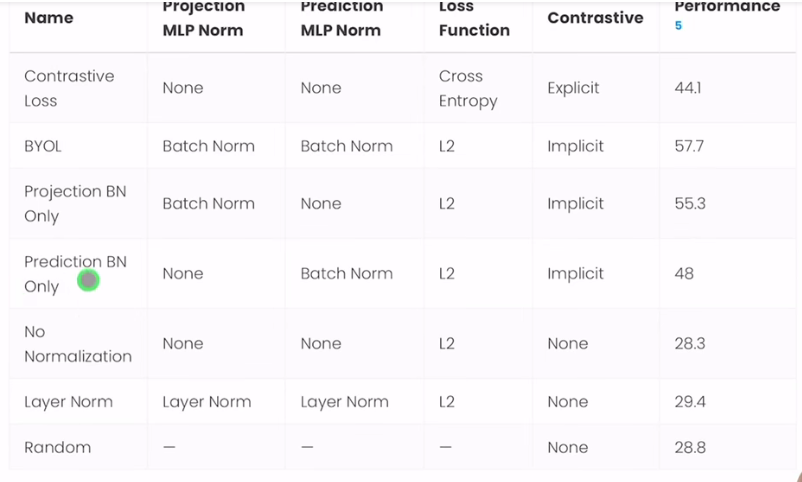 Name Projection MLP Norm Prediction MLP Norm Loss Function Contrastive Performance 5
Contrastive Loss None None Cross Entropy Explicit 44.1
BYOL Batch Norm Batch Norm L2 Implicit 57.7
Projection BN Only Batch Norm None L2 Implicit 55.3
Prediction BN Only None Batch Norm L2 Implicit 48
No Normalization None None L2 None 28.3
Layer Norm Layer Norm Layer Norm L2 None 29.4
Random — — — None 28.8